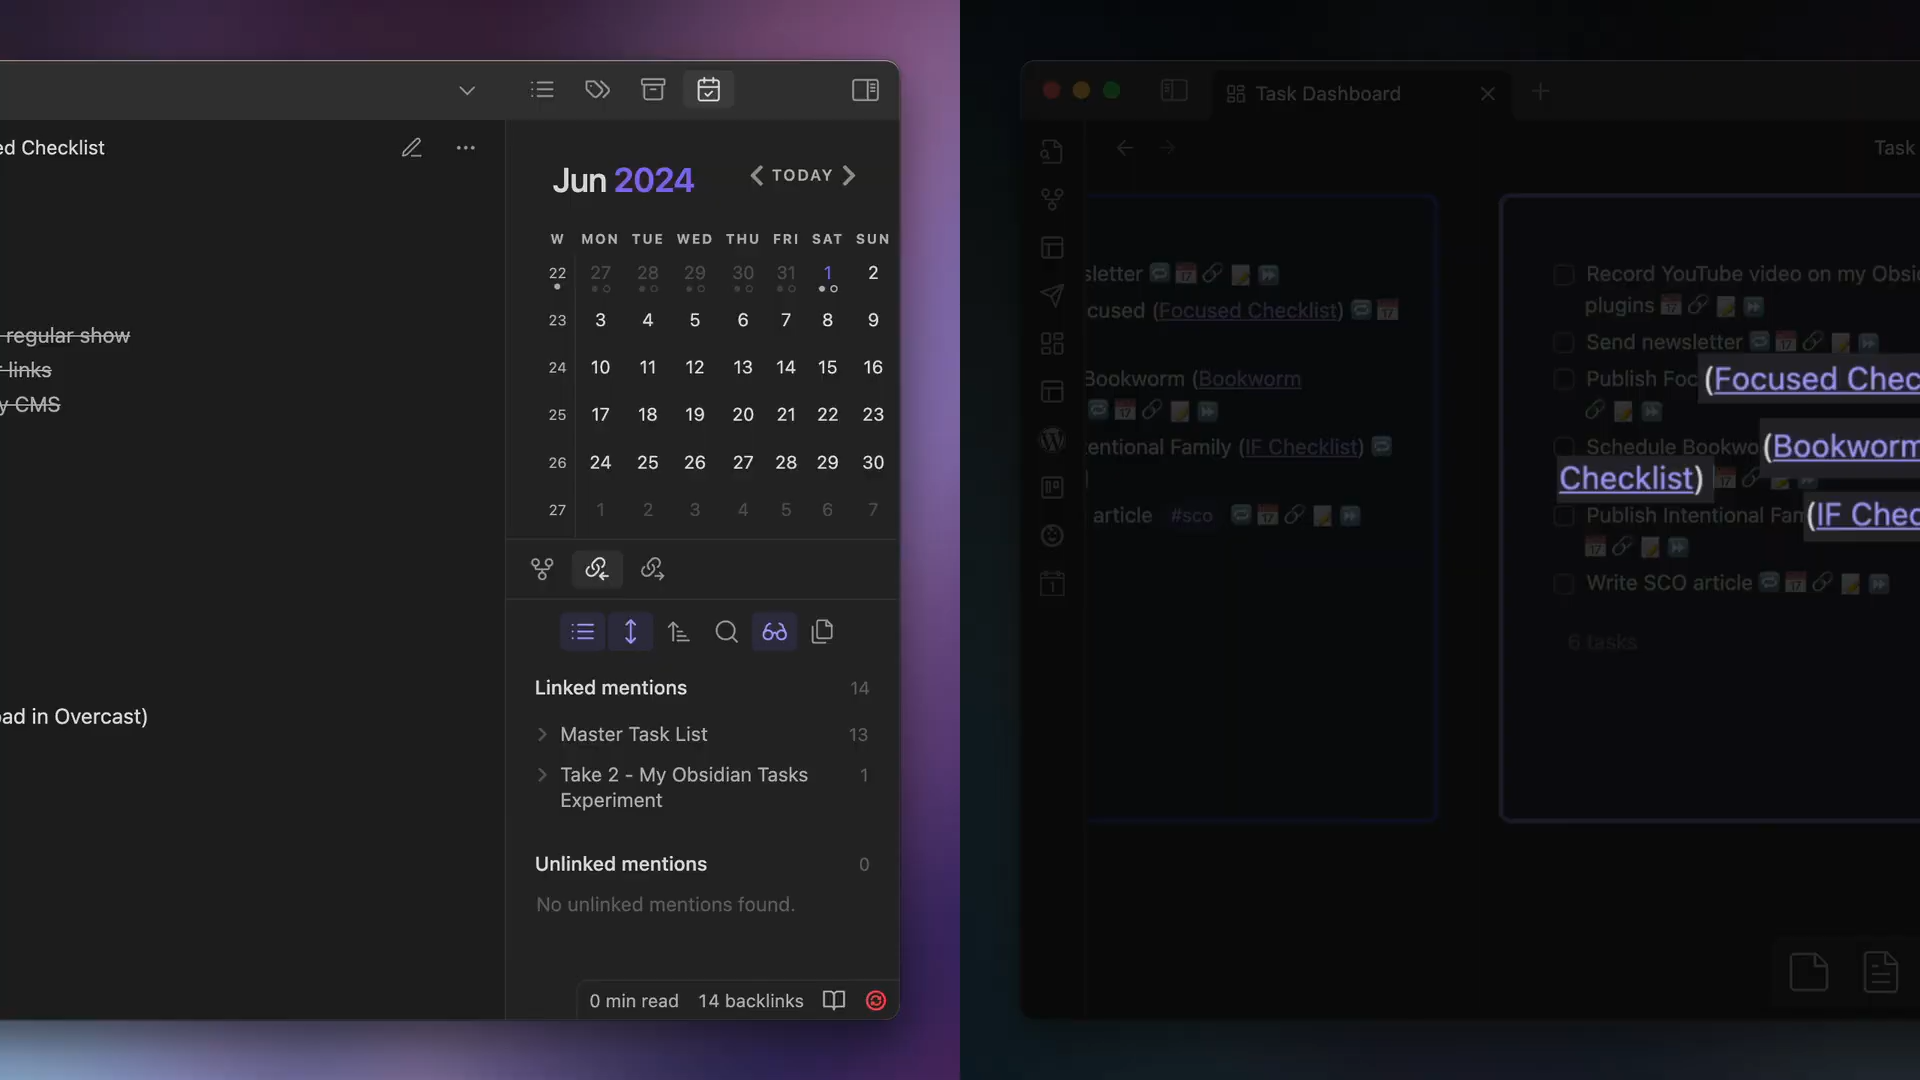 ed Checklist
regular show
links
y CMS
ad in Overcast)
Jun 2024
TODAY
W MON TUE WED THU FRI SAT SUN
22 27 28 29 30 31 1 2
23 3 4 5 6 7 8 9
24 10 11 12 13 14 15 16
25 17 18 19 20 21 22 23
26 24 25 26 27 28 29 30
27 1 2 3 4 5 6 7
Linked mentions 14
Master Task List 13
Take 2 - My Obsidian Tasks 1
Experiment
Unlinked mentions 0
No unlinked mentions found.
0 min read 14 backlinks
Task Dashboard
Task
sletter
cused (Focused Checklist)
Bookworm (Bookworm
entional Family (IF Checklist)
article #sco
Record YouTube video on my Obsi
plugins
Send newsletter
Publish Foc (Focused Chec
Schedule Bookwo (Bookworm
Checklist)
Publish Intentional Fam (IF Chec
Write SCO article
6 tasks